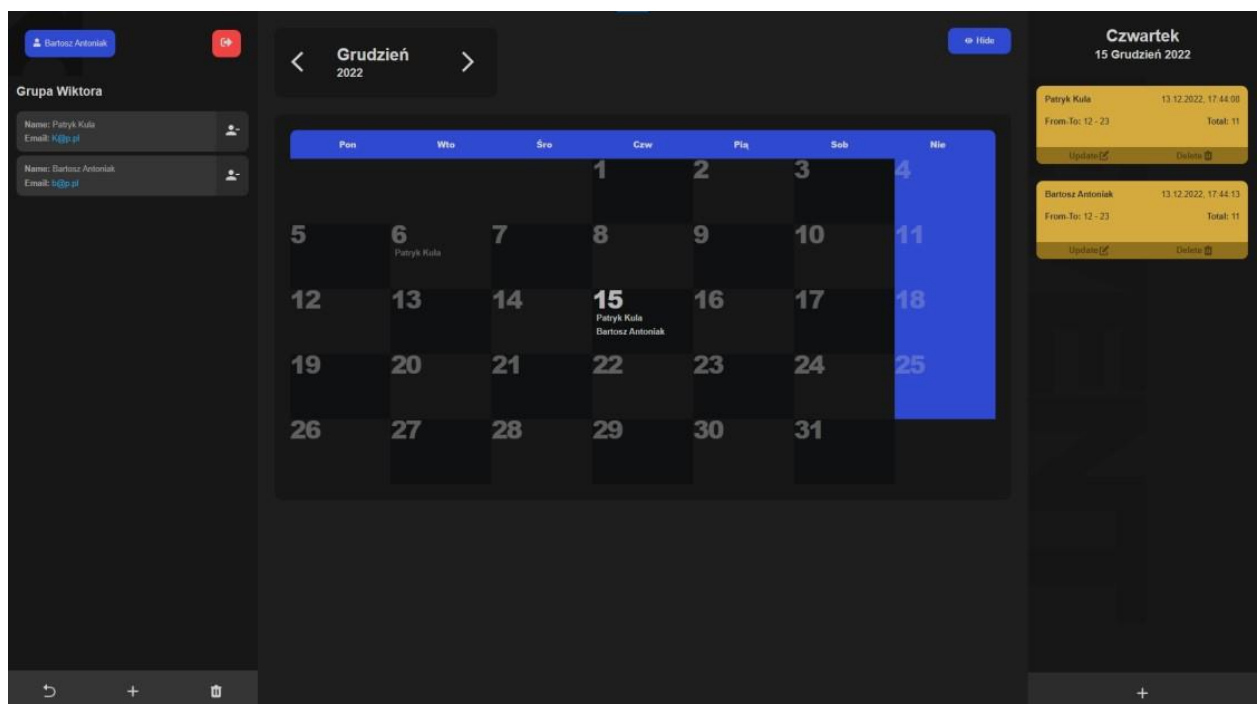 Bartosz Antoniak
Grupa Wiktora
Name: Patryk Kula
Email: K@p.pl
Name: Bartosz Antoniak
Email: b@p.pl
Grudzień
2022
Hide
Pon Wto Śro Czw Pią Sob Nie
1 2 3 4
5 6 7 8 9 10 11
Patryk Kula
12 13 14 15 16 17 18
Patryk Kula
Bartosz Antoniak
19 20 21 22 23 24 25
26 27 28 29 30 31
Czwartek
15 Grudzień 2022
Patryk Kula 13.12.2022, 17:44:08
From-To: 12 - 23 Total: 11
Update Delete
Bartosz Antoniak 13.12.2022, 17:44:13
From-To: 12 - 23 Total: 11
Update Delete